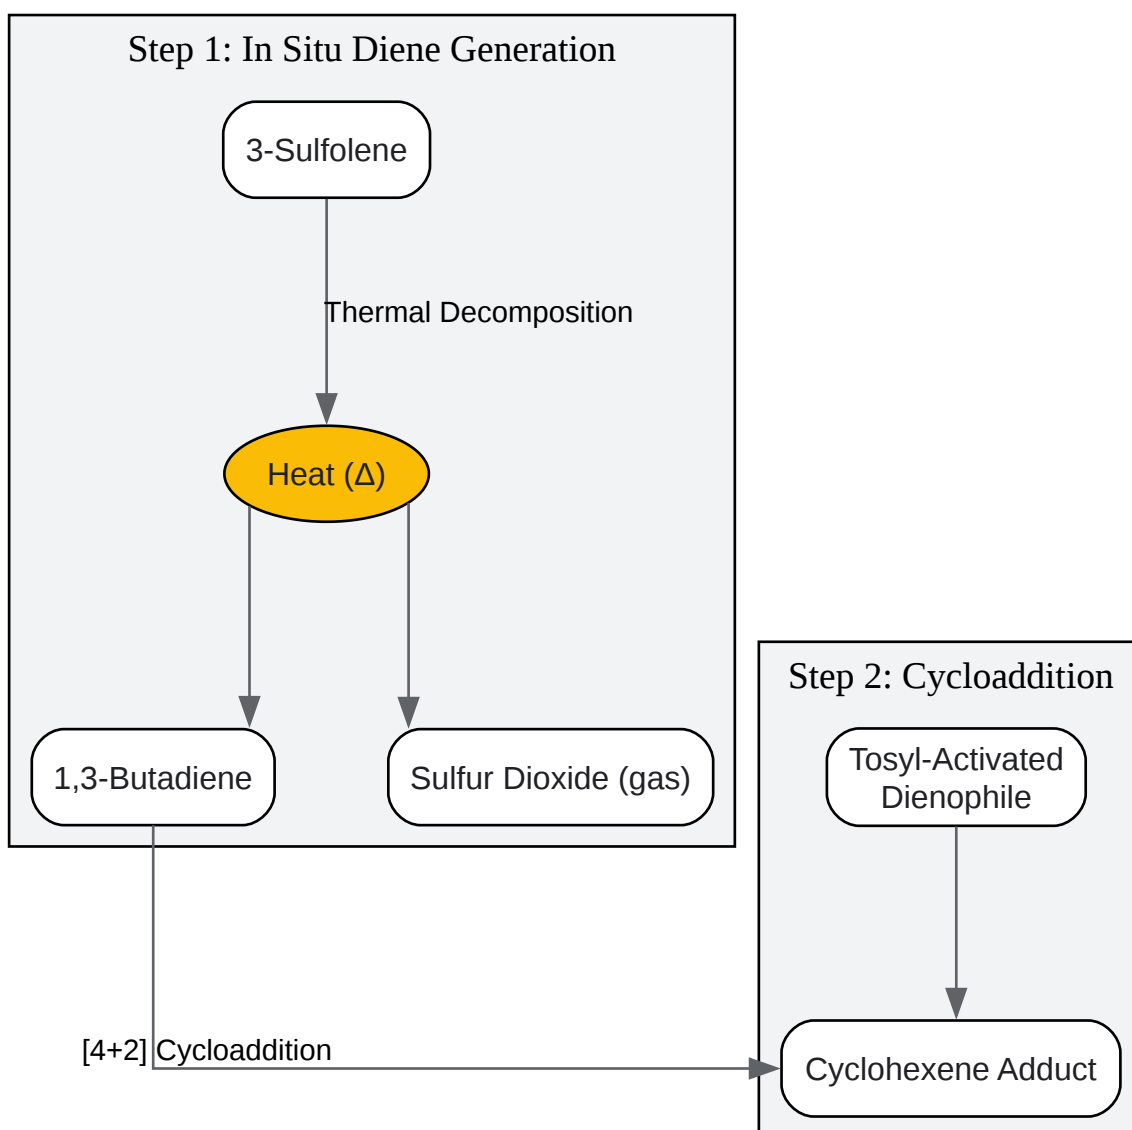 Step 1: In Situ Diene Generation
3-Sulfolene
Thermal Decomposition
Heat (Δ)
1,3-Butadiene
Sulfur Dioxide (gas)
Step 2: Cycloaddition
Tosyl-Activated
Dienophile
[4+2] Cycloaddition
Cyclohexene Adduct